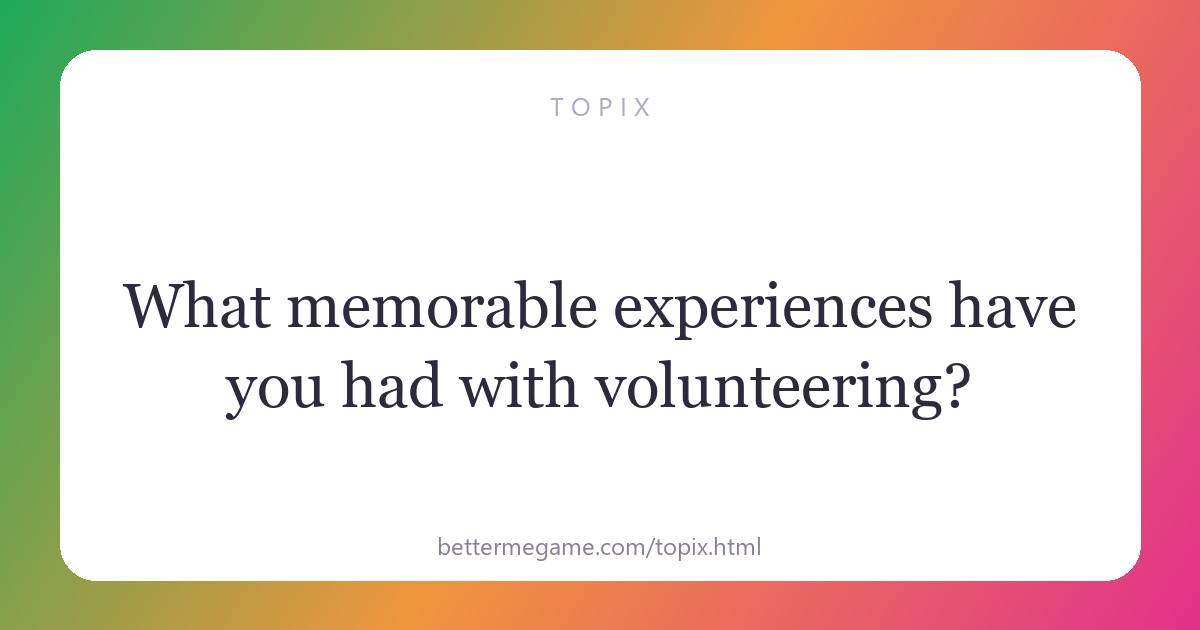 TOPIX
What memorable experiences have
you had with volunteering?
bettermegame.com/topix.html